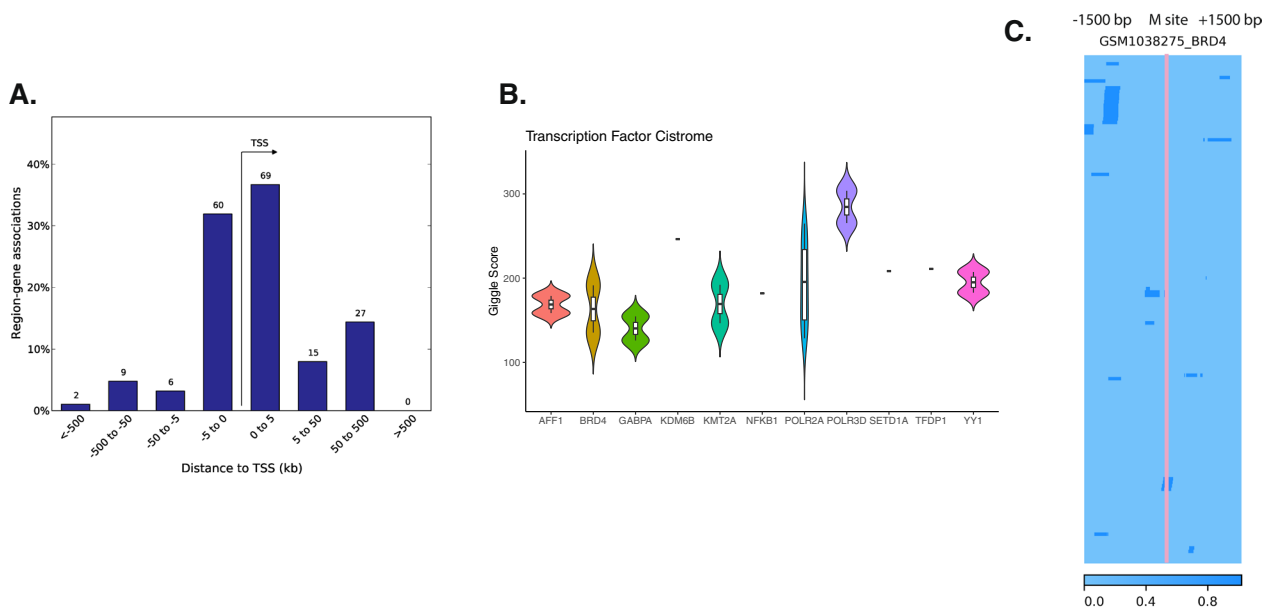 A.
Region-gene associations
40%
30%
20%
10%
0%
TSS
2
9
6
60
69
15
27
0
<-500
-500 to -50
-50 to -5
-5 to 0
0 to 5
5 to 50
50 to 500
>500
Distance to TSS (kb)
B.
Transcription Factor Cistrome
Giggle Score
300
200
100
AFF1 BRD4 GABPA KDM6B KMT2A NFKB1 POLR2A POLR3D SETD1A TFDP1 YY1
C.
-1500 bp M site +1500 bp
GSM1038275_BRD4
0.0 0.4 0.8